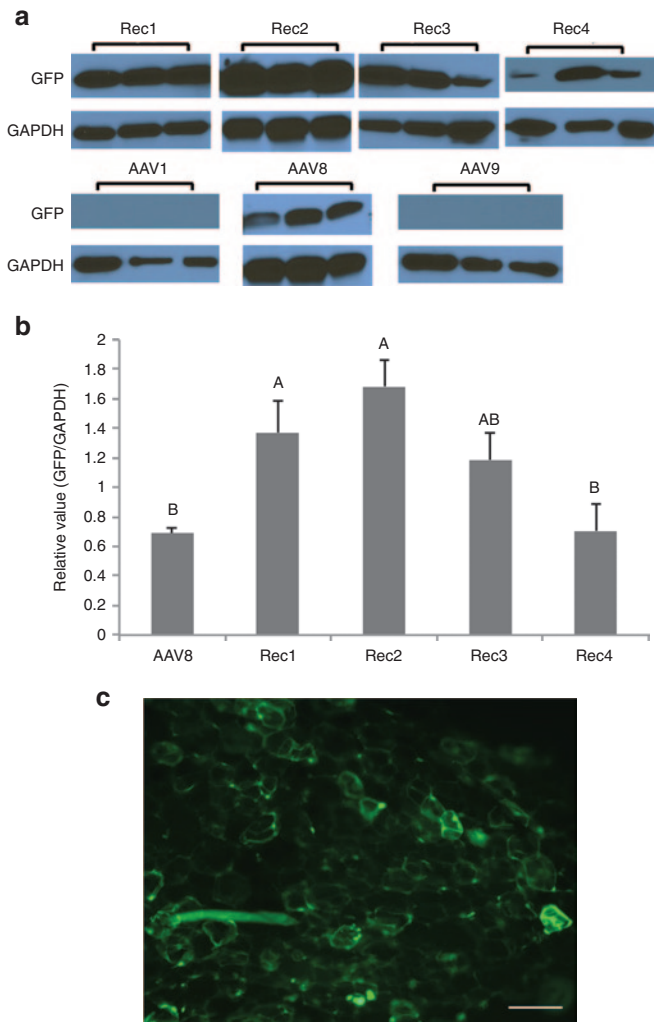 a
Rec1 Rec2 Rec3 Rec4
GFP
GAPDH
AAV1 AAV8 AAV9
GFP
GAPDH
b
Relative value (GFP/GAPDH)
2
1.8
1.6
1.4
1.2
1
0.8
0.6
0.4
0.2
0
B A A AB B
AAV8 Rec1 Rec2 Rec3 Rec4
c